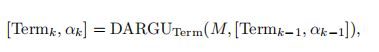 [Term_k, α_k] = DARGU_Term(M, [Term_{k−1}, α_{k−1}]),